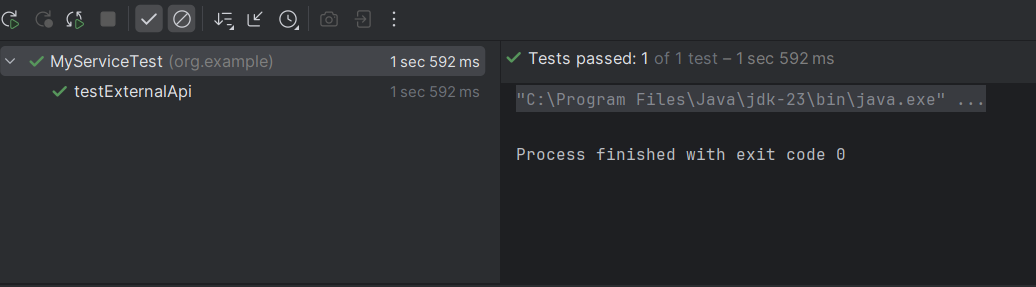 MyServiceTest (org.example) 1 sec 592 ms
testExternalApi 1 sec 592 ms
Tests passed: 1 of 1 test – 1 sec 592 ms
"C:\Program Files\Java\jdk-23\bin\java.exe" ...
Process finished with exit code 0